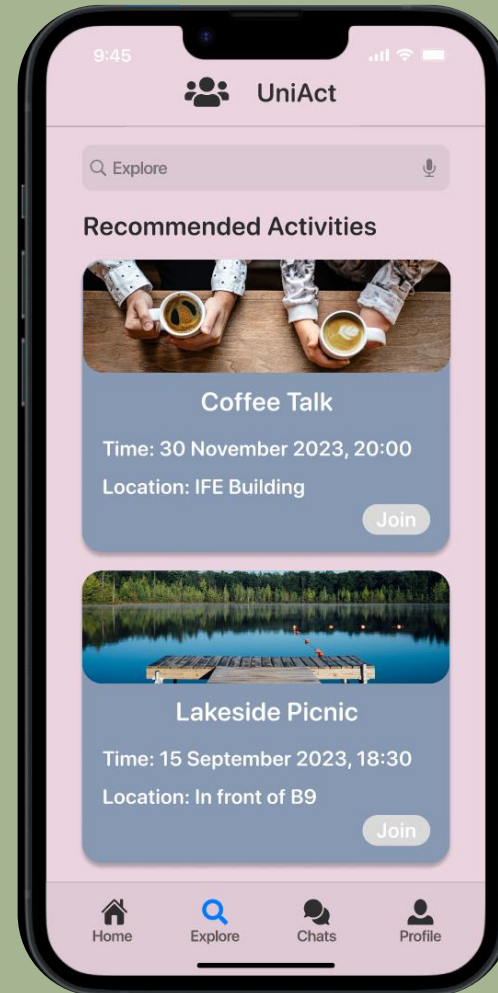 9:45
UniAct
Explore
Recommended Activities
Coffee Talk
Time: 30 November 2023, 20:00
Location: IFE Building
Join
Lakeside Picnic
Time: 15 September 2023, 18:30
Location: In front of B9
Join
Home Explore Chats Profile